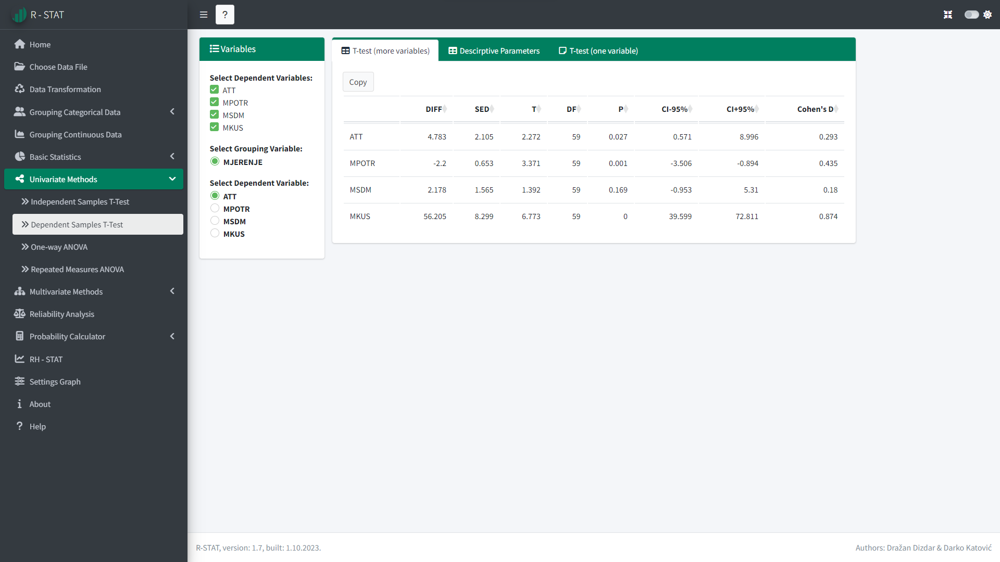 R - STAT
?
Home
Choose Data File
Data Transformation
Grouping Categorical Data
Grouping Continuous Data
Basic Statistics
Univariate Methods
Independent Samples T-Test
Dependent Samples T-Test
One-way ANOVA
Repeated Measures ANOVA
Multivariate Methods
Reliability Analysis
Probability Calculator
RH - STAT
Settings Graph
About
Help
Variables
Select Dependent Variables:
ATT
MPOTR
MSDM
MKUS
Select Grouping Variable:
MJERENJE
Select Dependent Variable:
ATT
MPOTR
MSDM
MKUS
T-test (more variables) Descirptive Parameters T-test (one variable)
Copy
DIFF SED T DF P CI-95% CI+95% Cohen's D
ATT 4.783 2.105 2.272 59 0.027 0.571 8.996 0.293
MPOTR -2.2 0.653 3.371 59 0.001 -3.506 -0.894 0.435
MSDM 2.178 1.565 1.392 59 0.169 -0.953 5.31 0.18
MKUS 56.205 8.299 6.773 59 0 39.599 72.811 0.874
R-STAT, version: 1.7, built: 1.10.2023.
Authors: Dražan Dizdar & Darko Katović